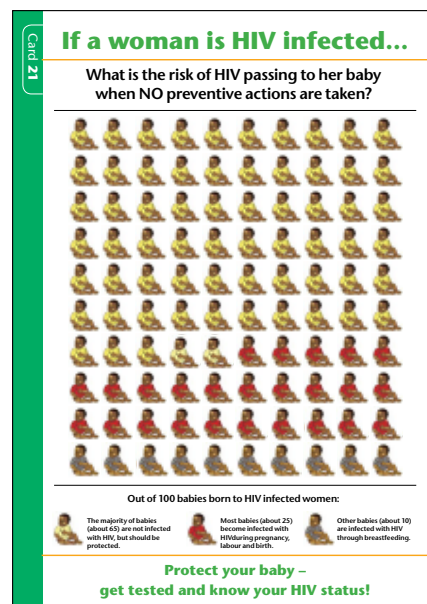 Card 21
If a woman is HIV infected...
What is the risk of HIV passing to her baby
when NO preventive actions are taken?
Out of 100 babies born to HIV infected women:
The majority of babies
(about 65) are not infected
with HIV, but should be
protected.
Most babies (about 25)
become infected with
HIVduring pregnancy,
labour and birth.
Other babies (about 10)
are infected with HIV
through breastfeeding.
Protect your baby –
get tested and know your HIV status!